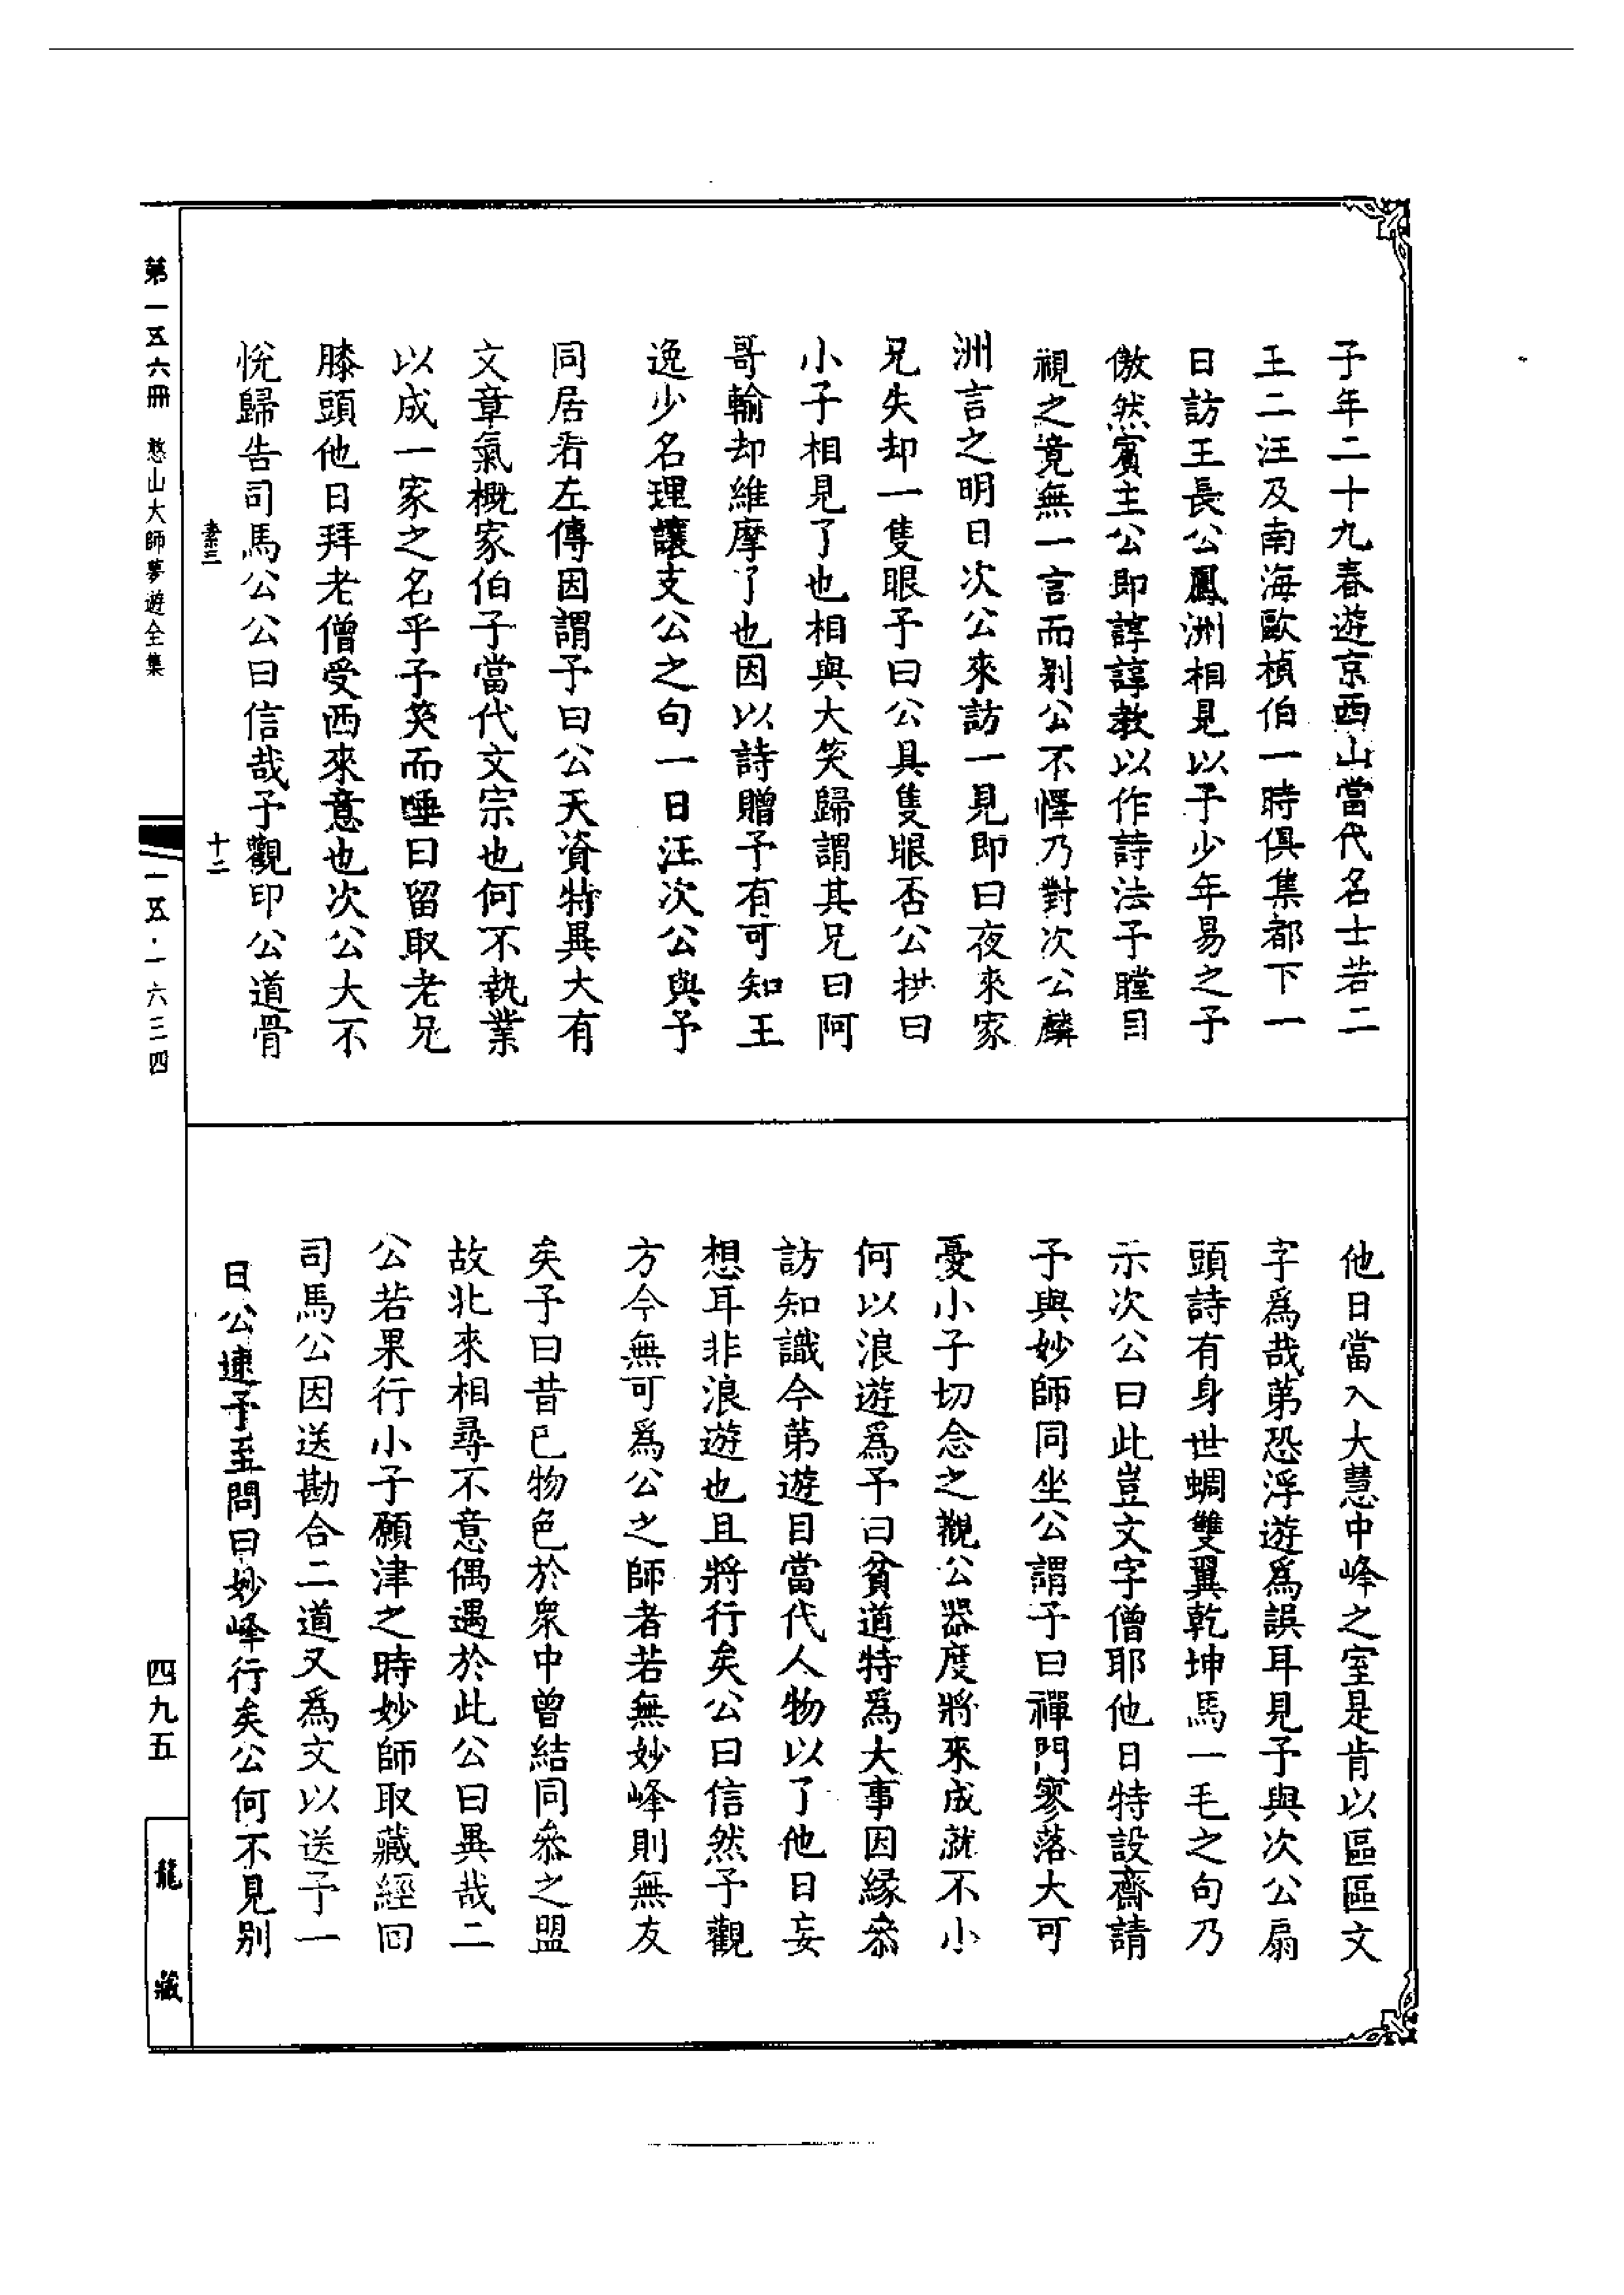 予年二十九春遊京西山當代名士若二
王二汪及南海歐楨伯一時俱集都下一
日訪王長公鳳洲相見以予少年易之予
傲然賓主公即諄諄教以作詩法予瞠目
視之竟無一言而別公不懌乃對次公麟
洲言之明日次公來訪一見即曰夜來家
兄失却一隻眼予曰公具隻眼否公拱曰
小子相見了也相與大笑歸謂其兄曰阿
哥輸却維摩了也因以詩贈予有可知王
逸少名理讓支公之句一日汪次公與予
同居看左傳因謂予曰公天資特異大有
文章氣概家伯子當代文宗也何不執業
以成一家之名乎予笑而唾曰留取老兄
膝頭他日拜老僧受西來意也次公大不
悅歸告司馬公公曰信哉予觀印公道骨
他日當入大慧中峰之室是肯以區區文
字為哉第恐浮遊為誤耳見予與次公扇
頭詩有身世蜩雙翼乾坤馬一毛之句乃
示次公曰此豈文字僧耶他日特設齋請
予與妙師同坐公謂予曰禪門寥落大可
憂小子切念之觀公器度將來成就不小
何以浪遊為予曰貧道特為大事因緣叅
訪知識今第遊目當代人物以了他日妄
想耳非浪遊也且將行矣公曰信然予觀
方今無可為公之師者若無妙峰則無友
矣予曰昔已物色於眾中曾結同叅之盟
故北來相尋不意偶遇於此公曰異哉二
公若果行小子願津之時妙師取藏經回
司馬公因送勘合二道又為文以送予一
日公速予至問曰妙峰行矣公何不見別
第一五六冊 憨山大師夢遊全集
素三
十二
一五·一六三四
四九五
龍藏